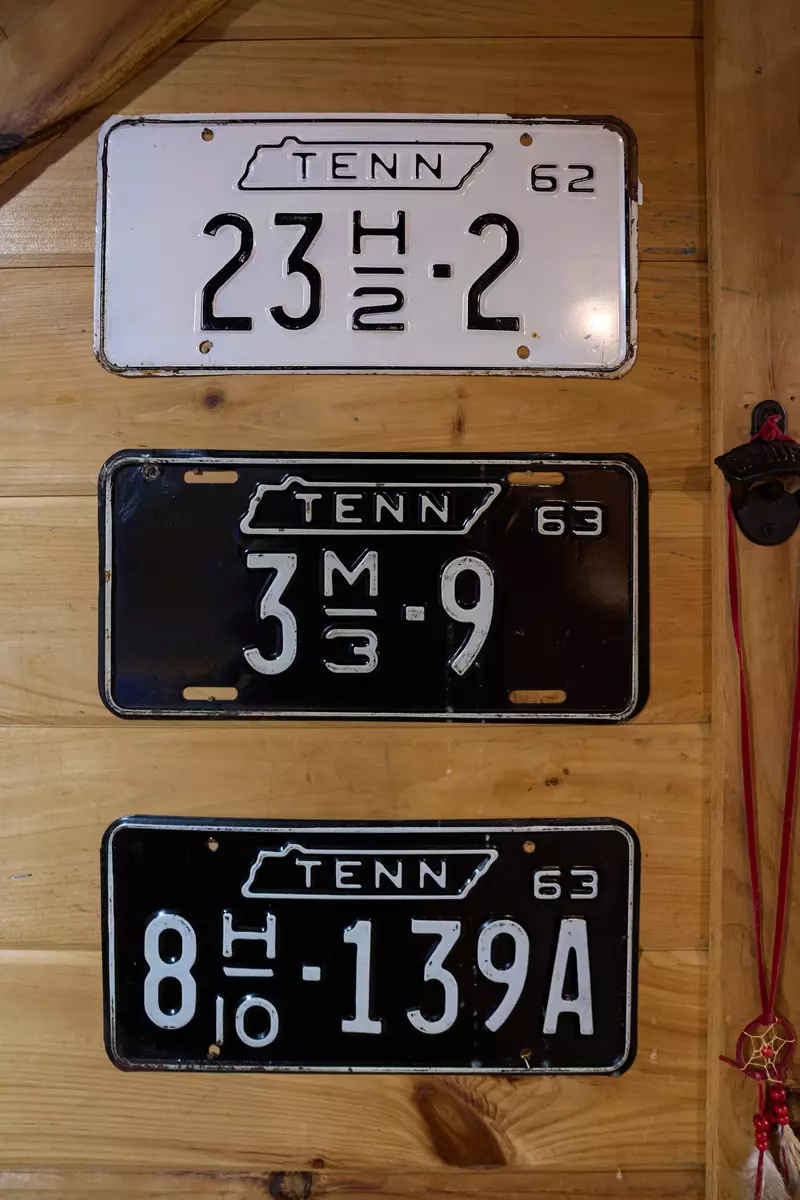 TENN 62
23 H/2 · 2
TENN 63
3 M/3 · 9
TENN 63
8 H/10 · 139A